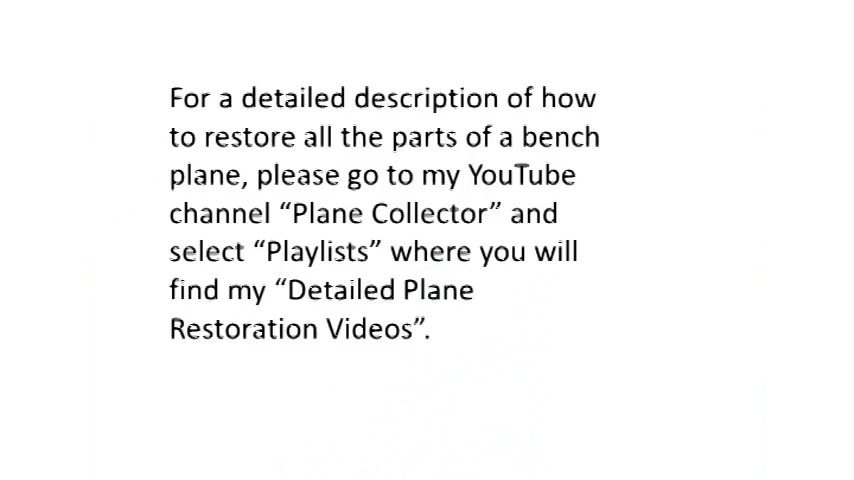 For a detailed description of how
to restore all the parts of a bench
plane, please go to my YouTube
channel “Plane Collector” and
select “Playlists” where you will
find my “Detailed Plane
Restoration Videos”.